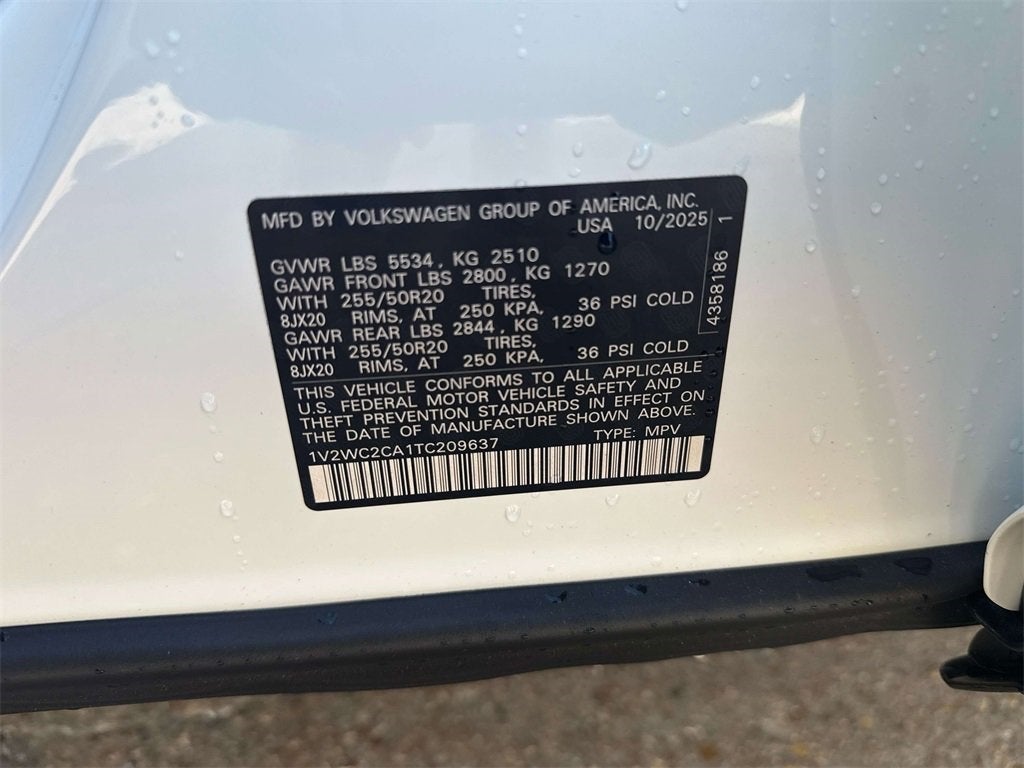 MFD BY VOLKSWAGEN GROUP OF AMERICA, INC.
USA 10/2025
GVWR LBS 5534, KG 2510
GAWR FRONT LBS 2800, KG 1270
WITH 255/50R20 TIRES,
8JX20 RIMS, AT 250 KPA, 36 PSI COLD
GAWR REAR LBS 2844, KG 1290
WITH 255/50R20 TIRES,
8JX20 RIMS, AT 250 KPA, 36 PSI COLD
THIS VEHICLE CONFORMS TO ALL APPLICABLE
U.S. FEDERAL MOTOR VEHICLE SAFETY AND
THEFT PREVENTION STANDARDS IN EFFECT ON
THE DATE OF MANUFACTURE SHOWN ABOVE.
1V2WC2CA1TC209637 TYPE: MPV
4358186 1